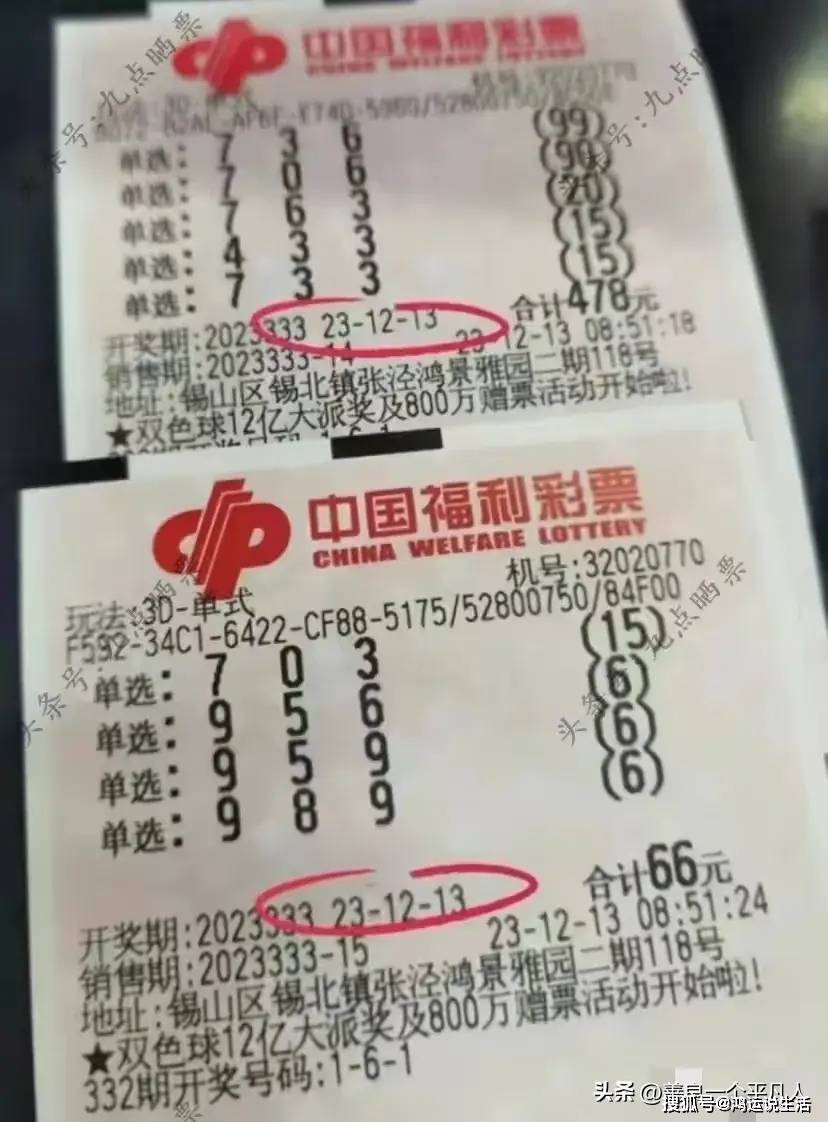 中国福利彩票
CHINA WELFARE LOTTERY
机号:32020770
玩法:3D-单式
单选: 7 3 6 (99)
单选: 7 0 6 (90)
单选: 7 6 3 (20)
单选: 4 3 3 (15)
单选: 7 3 3 (15)
合计478元
开奖期:2023333 23-12-13
销售期:2023333-14 23-12-13 08:51:18
地址:锡山区锡北镇张泾鸿景雅园二期118号
★双色球12亿大派奖及800万赠票活动开始啦!
中国福利彩票
CHINA WELFARE LOTTERY
机号:32020770
玩法:3D-单式
F592-34C1-6422-CF88-5175/52800750/84F00
单选: 7 0 3 (15)
单选: 9 5 6 (6)
单选: 9 5 9 (6)
单选: 9 8 9 (6)
合计66元
开奖期:2023333 23-12-13
销售期:2023333-15 23-12-13 08:51:24
地址:锡山区锡北镇张泾鸿景雅园二期118号
★双色球12亿大派奖及800万赠票活动开始啦!
332期开奖号码:1-6-1
头条号:九点晒票
搜狐号@鸿运说生活